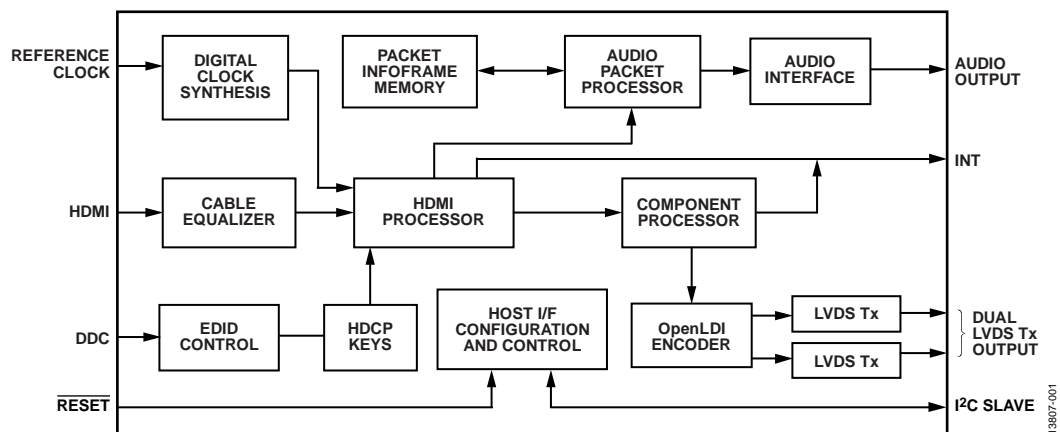 REFERENCE
CLOCK
DIGITAL
CLOCK
SYNTHESIS
PACKET
INFOFRAME
MEMORY
AUDIO
PACKET
PROCESSOR
AUDIO
INTERFACE
AUDIO
OUTPUT
INT
HDMI
CABLE
EQUALIZER
HDMI
PROCESSOR
COMPONENT
PROCESSOR
DDC
EDID
CONTROL
HDCP
KEYS
HOST I/F
CONFIGURATION
AND CONTROL
OpenLDI
ENCODER
LVDS Tx
LVDS Tx
DUAL
LVDS Tx
OUTPUT
RESET
I2C SLAVE
13807-001